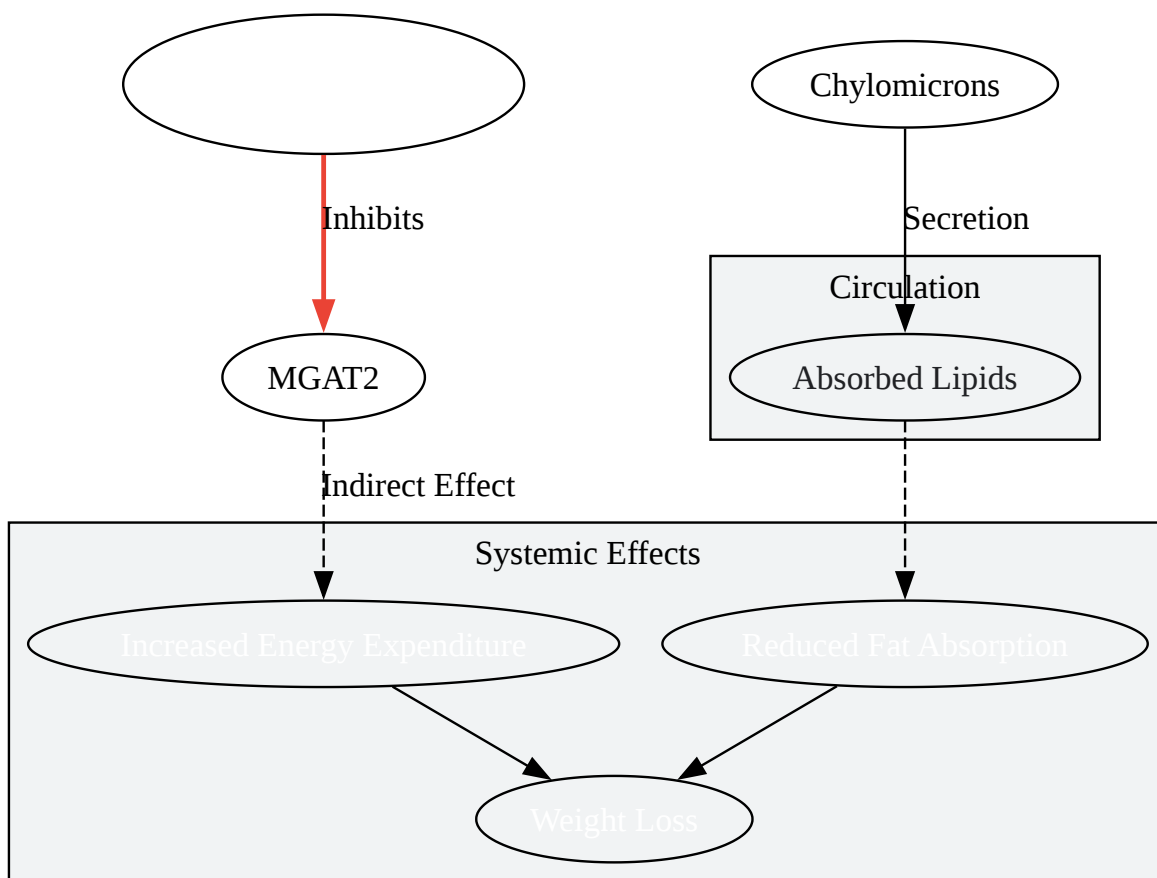 Chylomicrons
Inhibits
Secretion
Circulation
MGAT2
Absorbed Lipids
Indirect Effect
Systemic Effects
Increased Energy Expenditure
Reduced Fat Absorption
Weight Loss